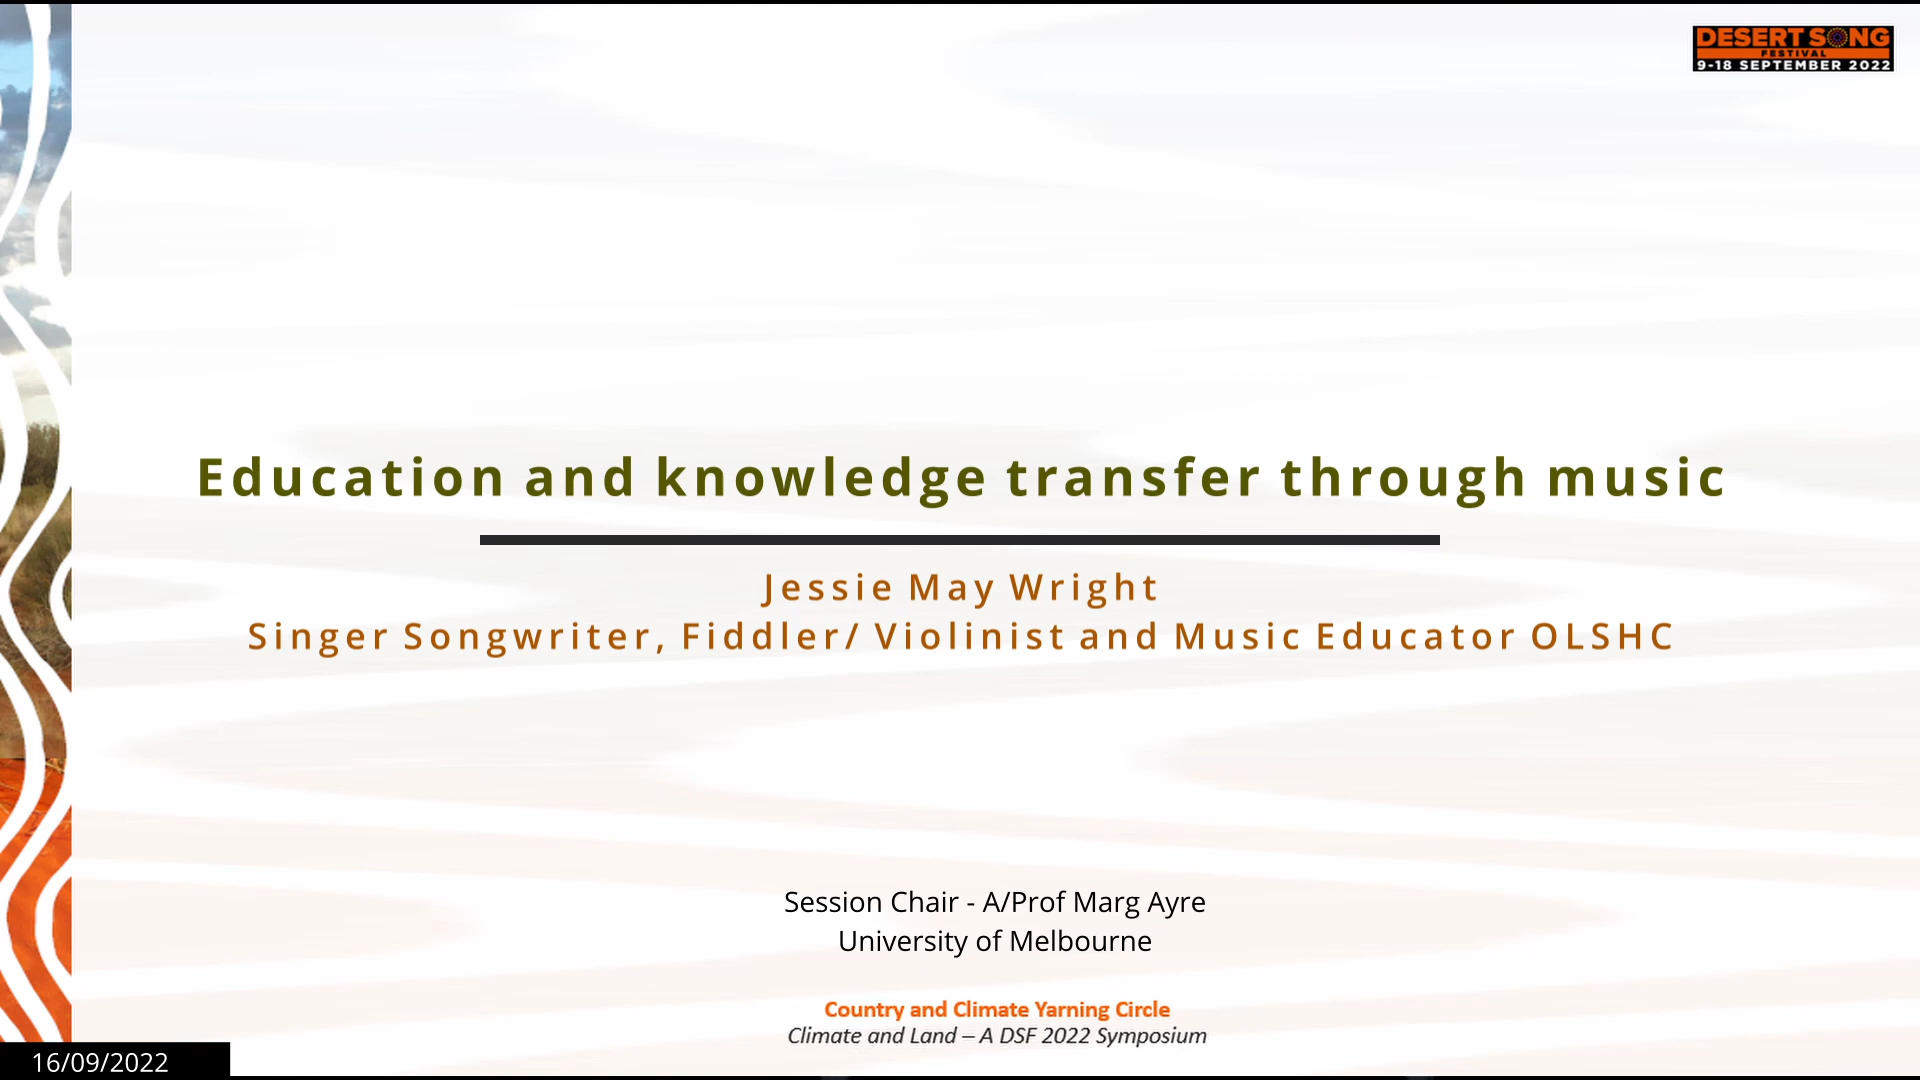 DESERT SONG
FESTIVAL
9-18 SEPTEMBER 2022
Education and knowledge transfer through music
Jessie May Wright
Singer Songwriter, Fiddler/ Violinist and Music Educator OLSHC
Session Chair - A/Prof Marg Ayre
University of Melbourne
Country and Climate Yarning Circle
Climate and Land – A DSF 2022 Symposium
16/09/2022